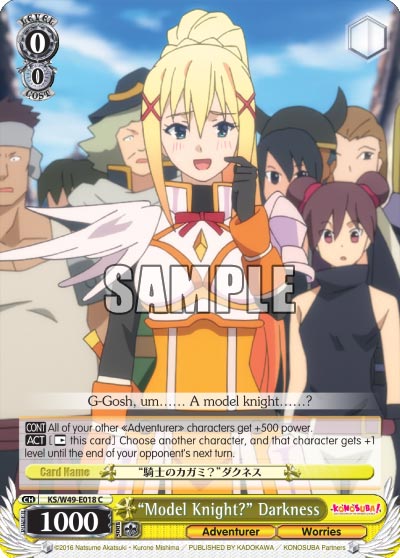 LEVEL
0
0
COST
SAMPLE
G-Gosh, um…… A model knight……?
CONT All of your other «Adventurer» characters get +500 power.
ACT [ this card] Choose another character, and that character gets +1
level until the end of your opponent's next turn.
Card Name
"騎士のカガミ?"ダクネス
CH
KS/W49-E018 C
1000
"Model Knight?" Darkness
KONOSUBA!
Adventurer
Worries
©2016 Natsume Akatsuki・Kurone Mishima / PUBLISHED BY KADOKAWA / KONOSUBA Partners